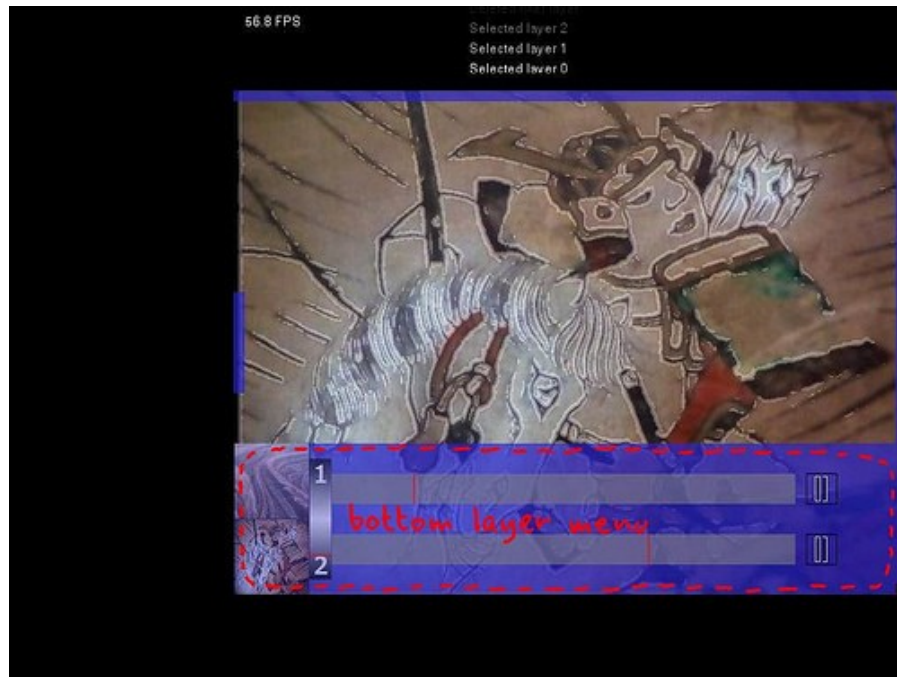 56.8 FPS
Selected layer 2
Selected layer 1
Selected layer 0
1
bottom layer menu
2